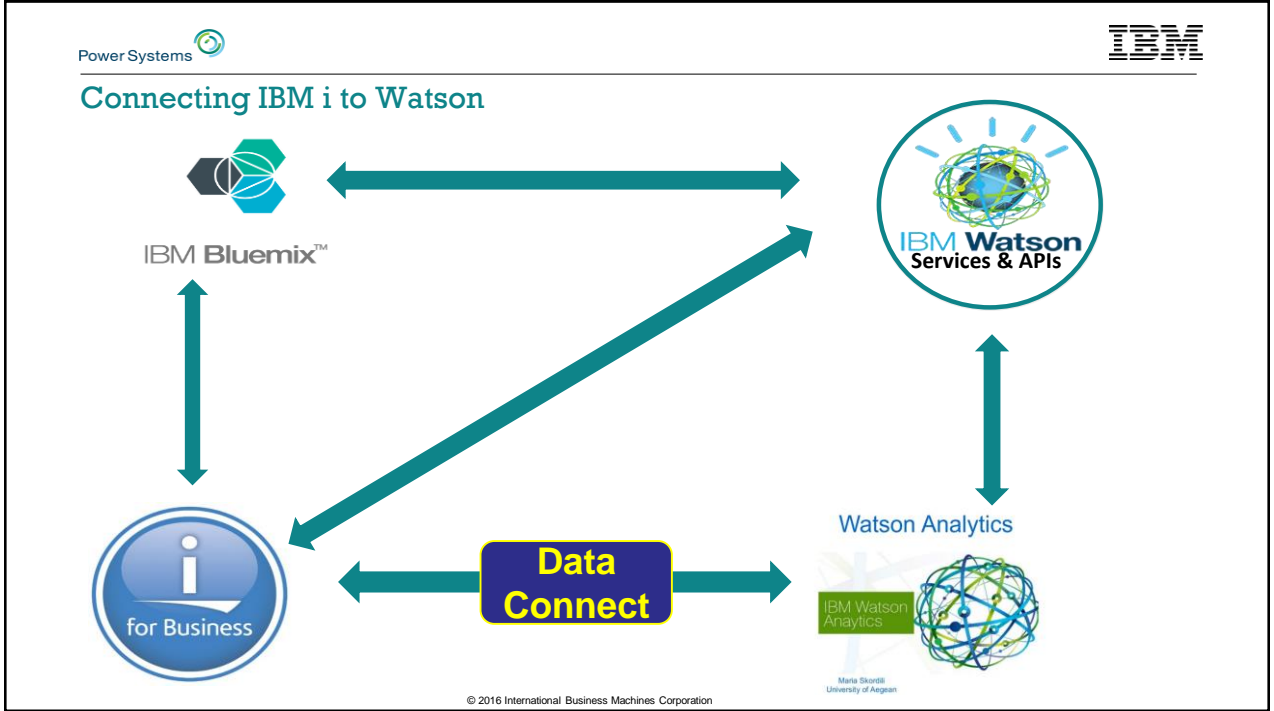 Power Systems
IBM
Connecting IBM i to Watson
IBM Bluemix™
IBM Watson
Services & APIs
i
for Business
Data
Connect
Watson Analytics
IBM Watson
Anaytics
Maria Skordili
University of Aegean
© 2016 International Business Machines Corporation